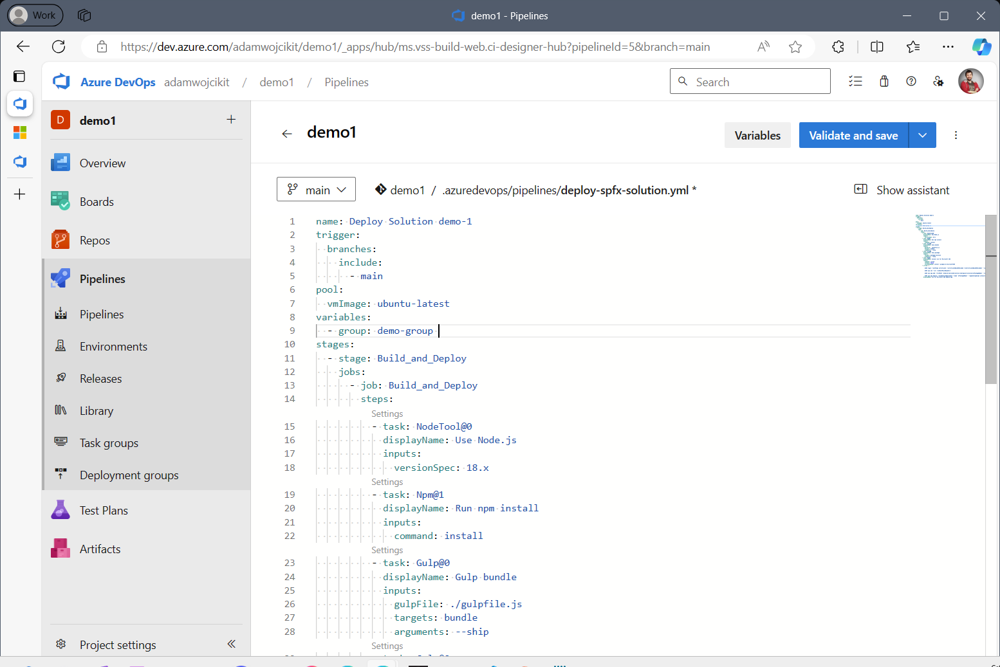 Work
demo1 - Pipelines
https://dev.azure.com/adamwojcikit/demo1/_apps/hub/ms.vss-build-web.ci-designer-hub?pipelineId=5&branch=main
Azure DevOps adamwojcikit / demo1 / Pipelines
Search
D demo1
Overview
Boards
Repos
Pipelines
Pipelines
Environments
Releases
Library
Task groups
Deployment groups
Test Plans
Artifacts
Project settings
demo1
Variables
Validate and save
main
demo1 / .azuredevops/pipelines/deploy-spfx-solution.yml *
Show assistant
1 name: Deploy Solution demo-1
2 trigger:
3 branches:
4 include:
5 - main
6 pool:
7 vmImage: ubuntu-latest
8 variables:
9 - group: demo-group
10 stages:
11 - stage: Build_and_Deploy
12 jobs:
13 - job: Build_and_Deploy
14 steps:
Settings
15 - task: NodeTool@0
16 displayName: Use Node.js
17 inputs:
18 versionSpec: 18.x
Settings
19 - task: Npm@1
20 displayName: Run npm install
21 inputs:
22 command: install
Settings
23 - task: Gulp@0
24 displayName: Gulp bundle
25 inputs:
26 gulpFile: ./gulpfile.js
27 targets: bundle
28 arguments: --ship
Settings